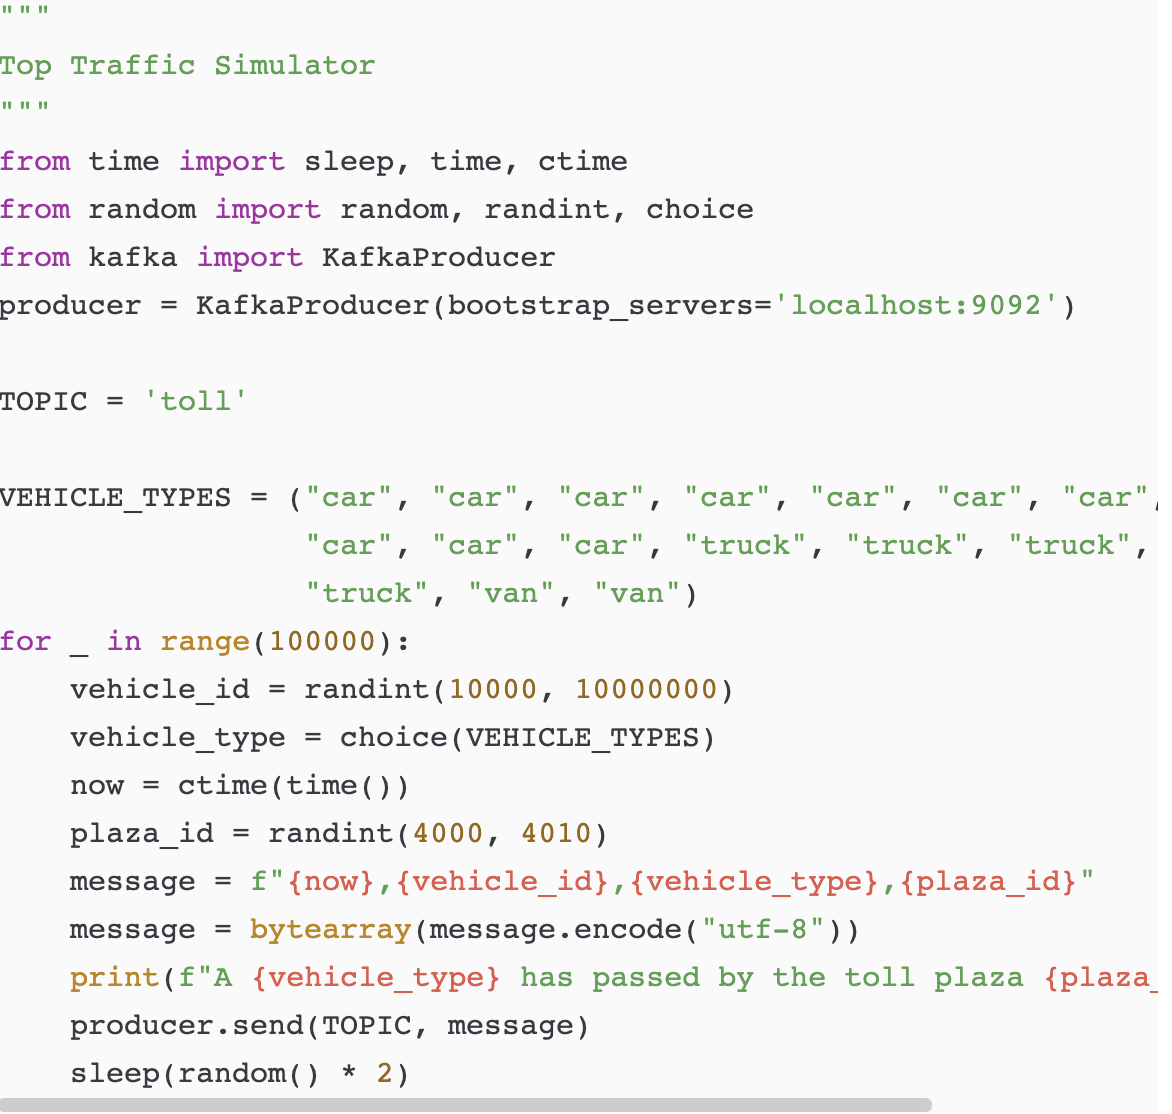 """
Top Traffic Simulator
"""
from time import sleep, time, ctime
from random import random, randint, choice
from kafka import KafkaProducer
producer = KafkaProducer(bootstrap_servers='localhost:9092')
TOPIC = 'toll'
VEHICLE_TYPES = ("car", "car", "car", "car", "car", "car", "car",
"car", "car", "car", "truck", "truck", "truck",
"truck", "van", "van")
for _ in range(100000):
    vehicle_id = randint(10000, 10000000)
    vehicle_type = choice(VEHICLE_TYPES)
    now = ctime(time())
    plaza_id = randint(4000, 4010)
    message = f"{now},{vehicle_id},{vehicle_type},{plaza_id}"
    message = bytearray(message.encode("utf-8"))
    print(f"A {vehicle_type} has passed by the toll plaza {plaza_
    producer.send(TOPIC, message)
    sleep(random() * 2)